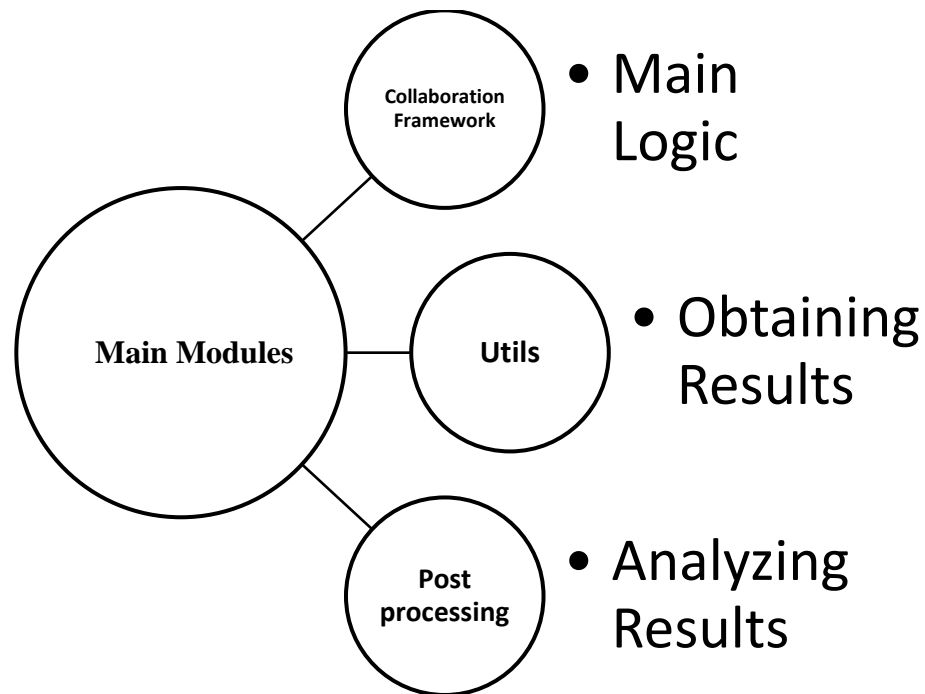 Collaboration
Framework
• Main
Logic
Main Modules
Utils
• Obtaining
Results
Post
processing
• Analyzing
Results